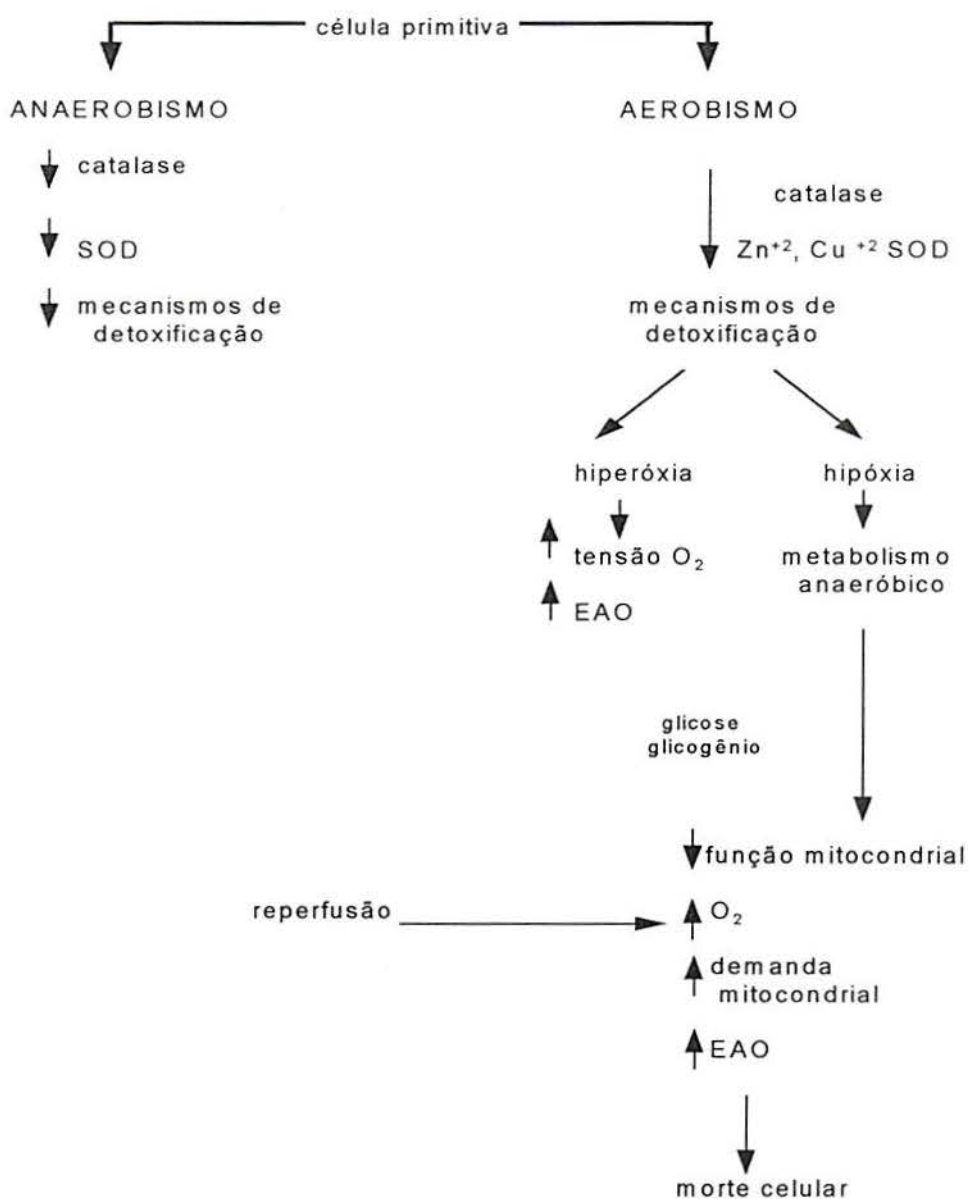 célula primitiva
ANAEROBISMO
catalase
SOD
mecanismos de
detoxificação
AEROBISMO
catalase
Zn⁺², Cu ⁺² SOD
mecanismos de
detoxificação
hiperóxia
tensão O₂
EAO
hipóxia
metabolismo
anaeróbico
glicose
glicogênio
função mitocondrial
reperfusão
O₂
demanda
mitocondrial
EAO
morte celular